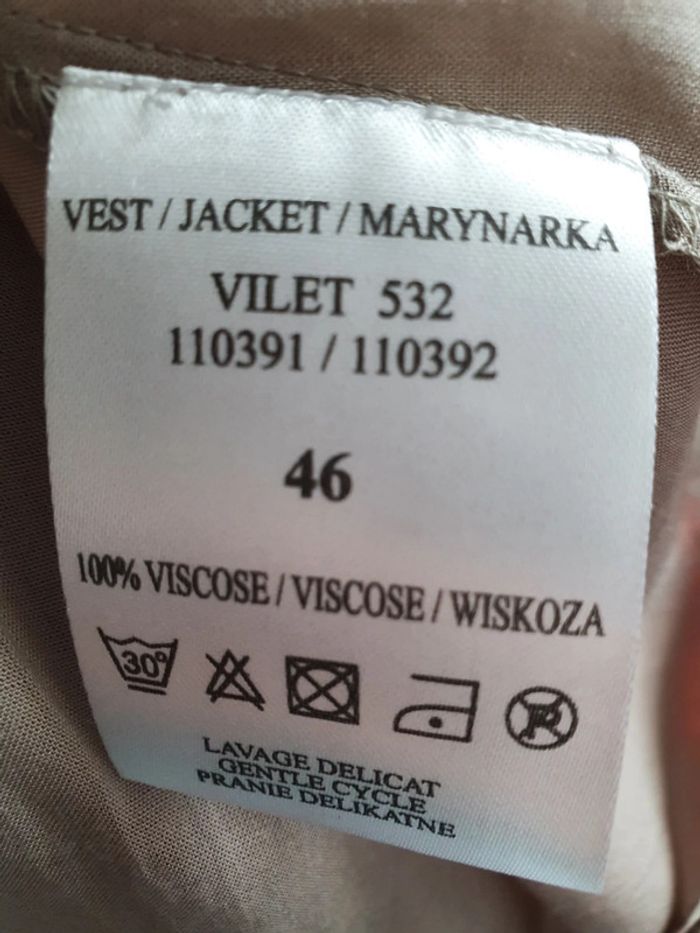 VEST / JACKET / MARYNARKA
VILET 532
110391 / 110392
46
100% VISCOSE / VISCOSE / WISKOZA
30°
P
LAVAGE DELICAT
GENTLE CYCLE
PRANIE DELIKATNE